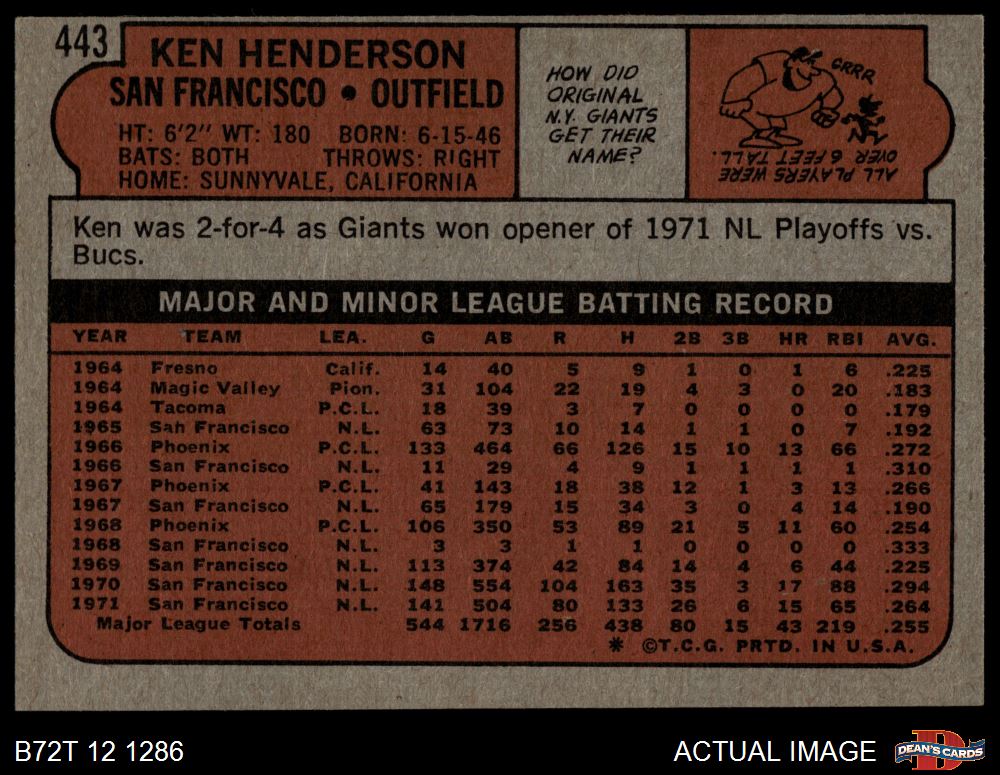 443
KEN HENDERSON
SAN FRANCISCO • OUTFIELD
HT: 6'2" WT: 180 BORN: 6-15-46
BATS: BOTH THROWS: RIGHT
HOME: SUNNYVALE, CALIFORNIA
HOW DID
ORIGINAL
N.Y. GIANTS
GET THEIR
NAME?
GRRR
ALL PLAYERS WERE
OVER 6 FEET TALL.
Ken was 2-for-4 as Giants won opener of 1971 NL Playoffs vs.
Bucs.
MAJOR AND MINOR LEAGUE BATTING RECORD
YEAR TEAM LEA. G AB R H 2B 3B HR RBI AVG.
1964 Fresno Calif. 14 40 5 9 1 0 1 6 .225
1964 Magic Valley Pion. 31 104 22 19 4 3 0 20 .183
1964 Tacoma P.C.L. 18 39 3 7 0 0 0 0 .179
1965 San Francisco N.L. 63 73 10 14 1 1 0 7 .192
1966 Phoenix P.C.L. 133 464 66 126 15 10 13 66 .272
1966 San Francisco N.L. 11 29 4 9 1 1 1 1 .310
1967 Phoenix P.C.L. 41 143 18 38 12 1 3 13 .266
1967 San Francisco N.L. 65 179 15 34 3 0 4 14 .190
1968 Phoenix P.C.L. 106 350 53 89 21 5 11 60 .254
1968 San Francisco N.L. 3 3 1 1 0 0 0 0 .333
1969 San Francisco N.L. 113 374 42 84 14 4 6 44 .225
1970 San Francisco N.L. 148 554 104 163 35 3 17 88 .294
1971 San Francisco N.L. 141 504 80 133 26 6 15 65 .264
Major League Totals 544 1716 256 438 80 15 43 219 .255
* ©T.C.G. PRTD. IN U.S.A.
B72T 12 1286
ACTUAL IMAGE
DEAN'S CARDS